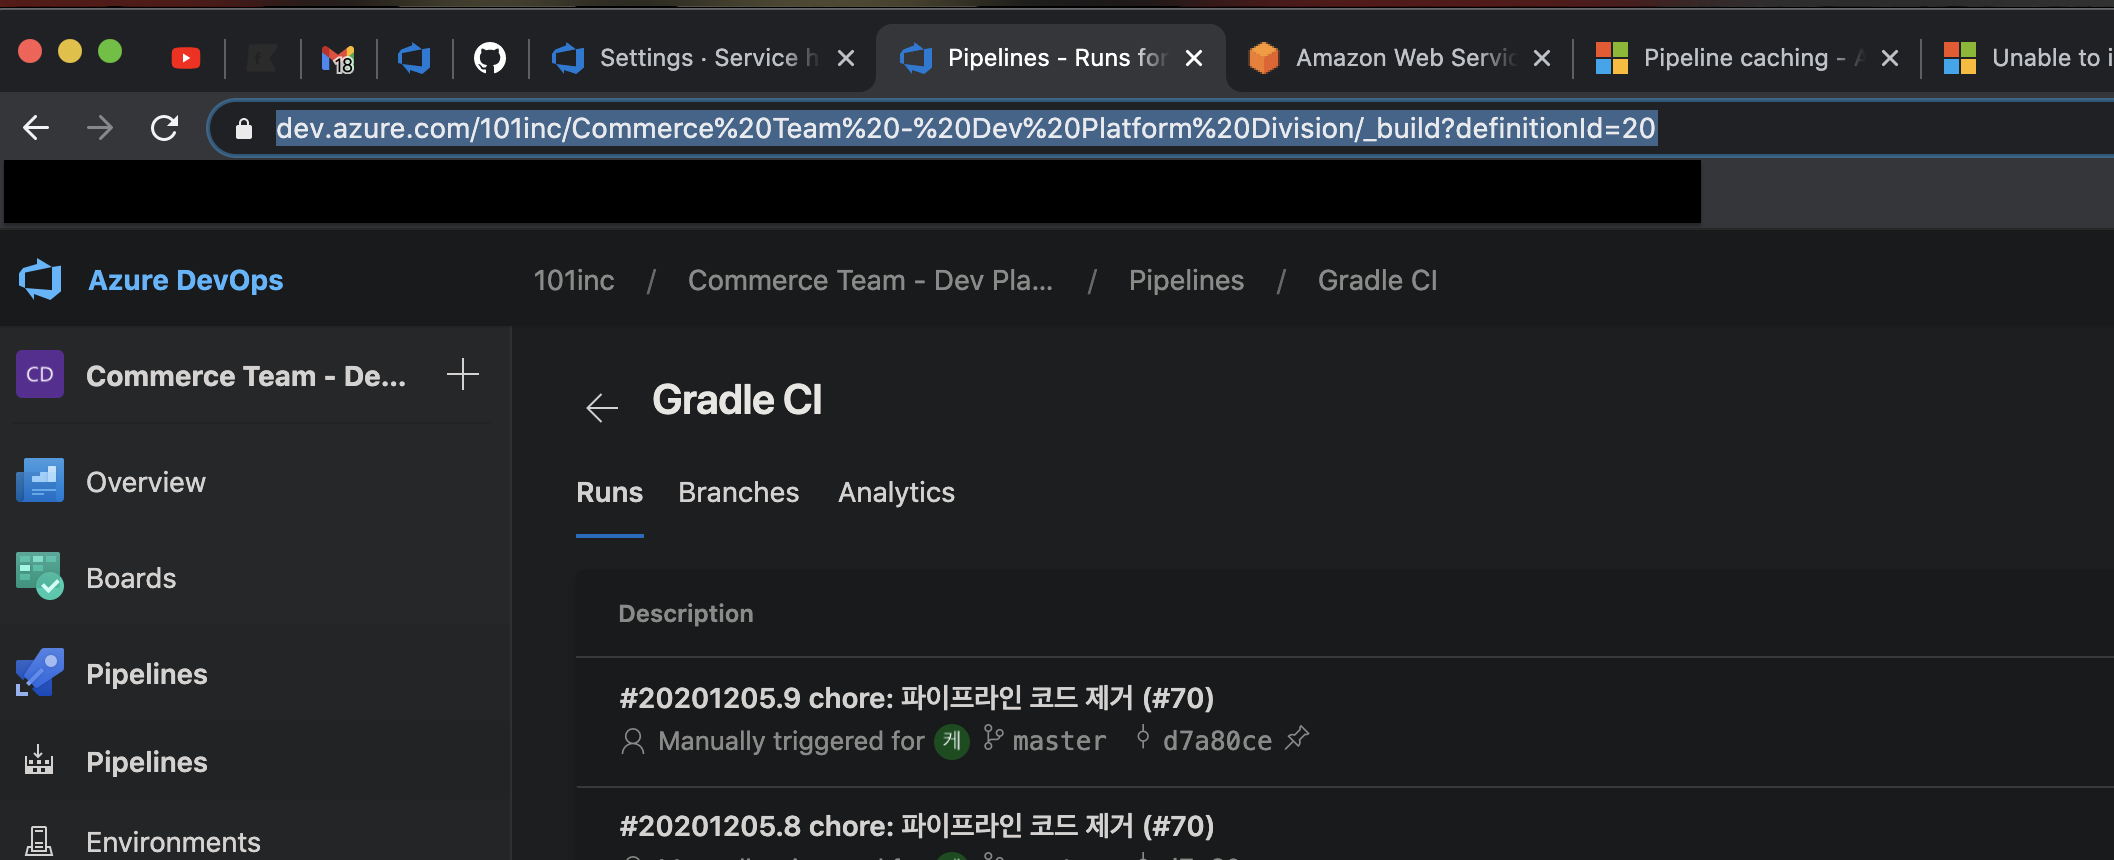 18
Settings · Service h
Pipelines - Runs for
Amazon Web Servic
Pipeline caching - A
Unable to i
dev.azure.com/101inc/Commerce%20Team%20-%20Dev%20Platform%20Division/_build?definitionId=20
Azure DevOps
101inc / Commerce Team - Dev Pla... / Pipelines / Gradle CI
CD Commerce Team - De...
Overview
Boards
Pipelines
Pipelines
Environments
Gradle CI
Runs Branches Analytics
Description
#20201205.9 chore: 파이프라인 코드 제거 (#70)
Manually triggered for 케 master d7a80ce
#20201205.8 chore: 파이프라인 코드 제거 (#70)